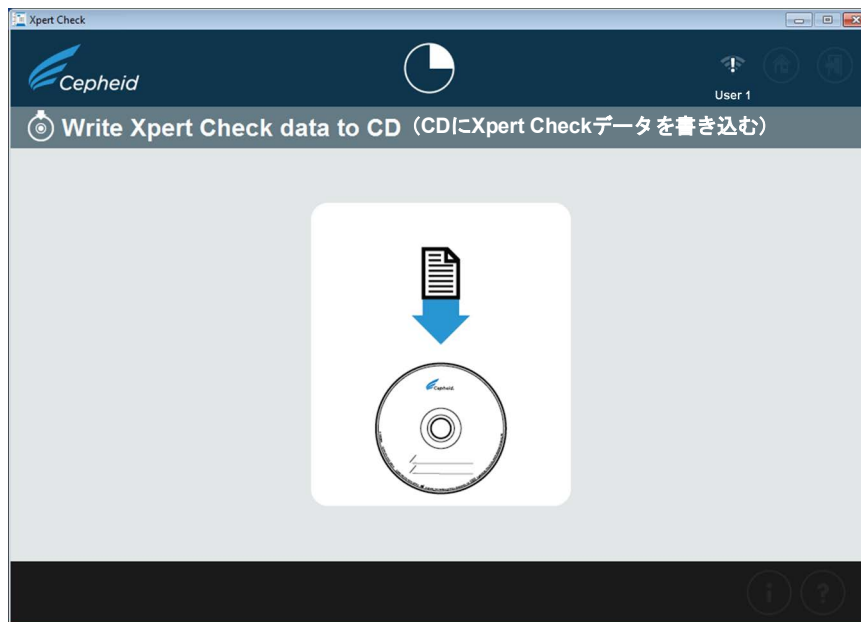 Xpert Check
Cepheid
User 1
Write Xpert Check data to CD (CDにXpert Checkデータを書き込む)
Cepheid.